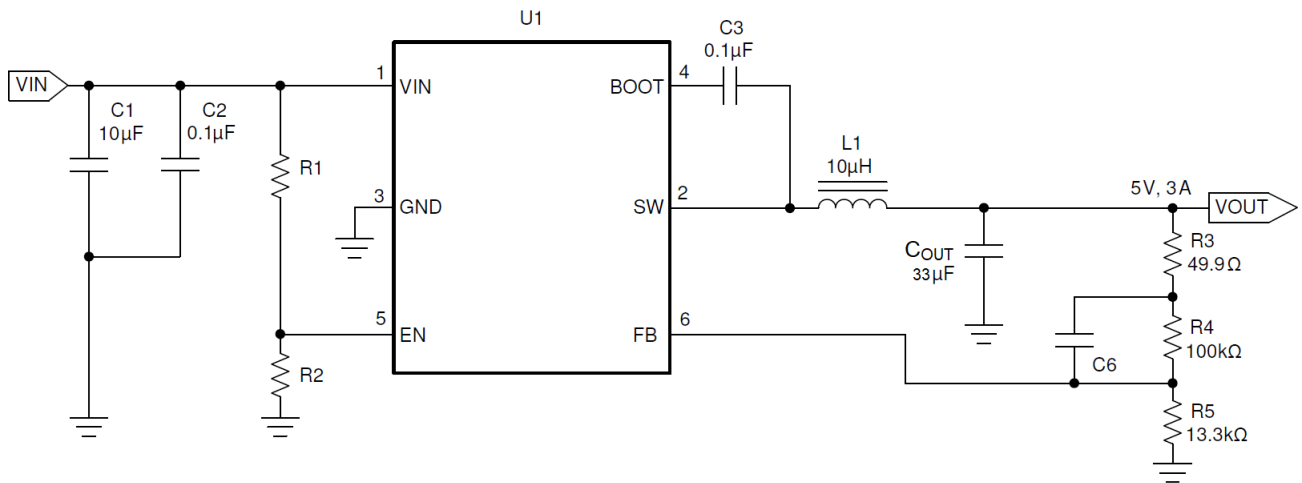 U1
VIN
C1
10µF
C2
0.1µF
R1
R2
1
VIN
3
GND
5
EN
BOOT
4
SW
2
FB
6
C3
0.1µF
L1
10µH
5V, 3A
VOUT
COUT
33µF
R3
49.9Ω
R4
100kΩ
C6
R5
13.3kΩ